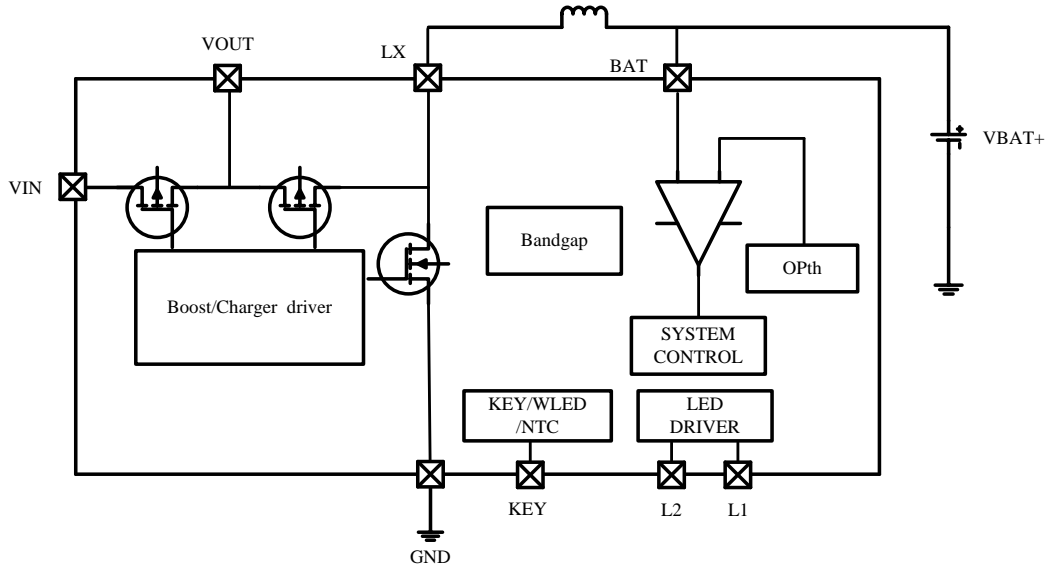 VOUT
LX
BAT
VIN
VBAT+
Bandgap
OPth
Boost/Charger driver
SYSTEM
CONTROL
KEY/WLED
/NTC
LED
DRIVER
KEY
L2
L1
GND